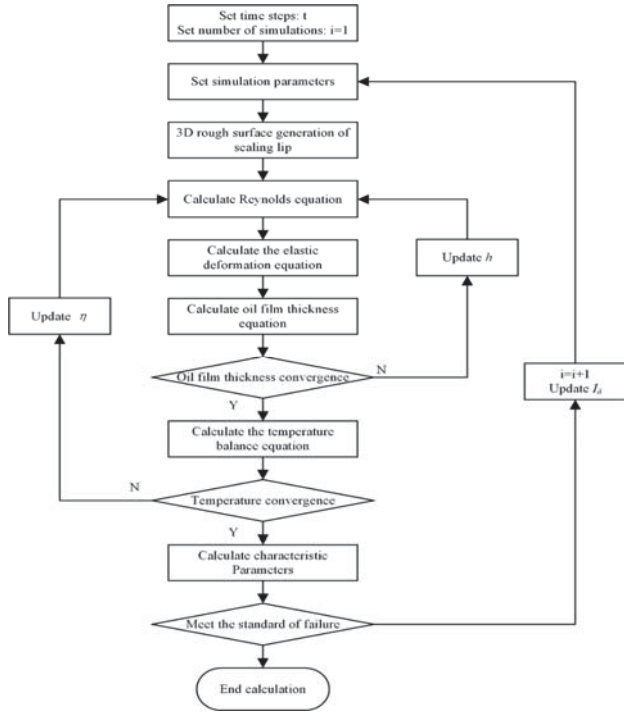 Set time steps: t
Set number of simulations: i=1
Set simulation parameters
3D rough surface generation of
scaling lip
Calculate Reynolds equation
Calculate the elastic
deformation equation
Update h
Update η
Calculate oil film thickness
equation
Oil film thickness convergence
N
i=i+1
Update I_d
Y
Calculate the temperature
balance equation
N
Temperature convergence
Y
Calculate characteristic
Parameters
Meet the standard of failure
End calculation